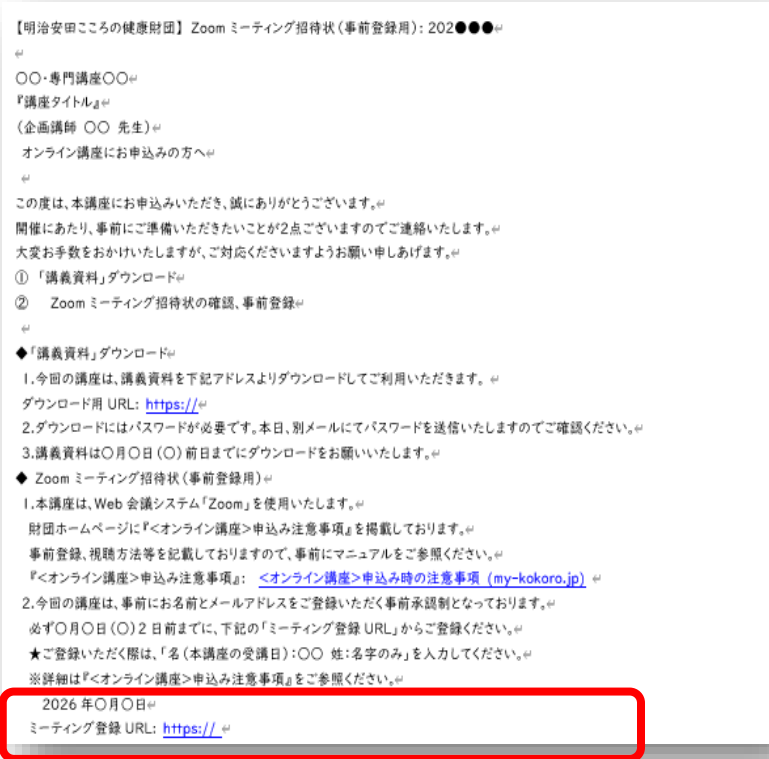 【明治安田こころの健康財団】 Zoom ミーティング招待状(事前登録用): 202●●●↵
↵
〇〇・専門講座〇〇↵
『講座タイトル』↵
(企画講師 〇〇 先生)↵
オンライン講座にお申込みの方へ↵
↵
この度は、本講座にお申込みいただき、誠にありがとうございます。↵
開催にあたり、事前にご準備いただきたいことが2点ございますのでご連絡いたします。↵
大変お手数をおかけいたしますが、ご対応くださいますようお願い申しあげます。↵
① 「講義資料」ダウンロード↵
② Zoom ミーティング招待状の確認、事前登録↵
↵
◆「講義資料」ダウンロード↵
1.今回の講座は、講義資料を下記アドレスよりダウンロードしてご利用いただきます。 ↵
ダウンロード用 URL: https://↵
2.ダウンロードにはパスワードが必要です。本日、別メールにてパスワードを送信いたしますのでご確認ください。↵
3.講義資料は〇月〇日(〇)前日までにダウンロードをお願いいたします。↵
◆ Zoom ミーティング招待状(事前登録用)↵
1.本講座は、Web 会議システム「Zoom」を使用いたします。↵
財団ホームページに『<オンライン講座>申込み注意事項』を掲載しております。↵
事前登録、視聴方法等を記載しておりますので、事前にマニュアルをご参照ください。↵
『<オンライン講座>申込み注意事項』: <オンライン講座>申込み時の注意事項 (my-kokoro.jp) ↵
2.今回の講座は、事前にお名前とメールアドレスをご登録いただく事前承認制となっております。↵
必ず〇月〇日(〇)2 日前までに、下記の「ミーティング登録 URL」からご登録ください。↵
★ご登録いただく際は、「名(本講座の受講日):〇〇 姓:名字のみ」を入力してください。↵
※詳細は『<オンライン講座>申込み注意事項』をご参照ください。↵
2026 年〇月〇日↵
ミーティング登録 URL: https:// ↵